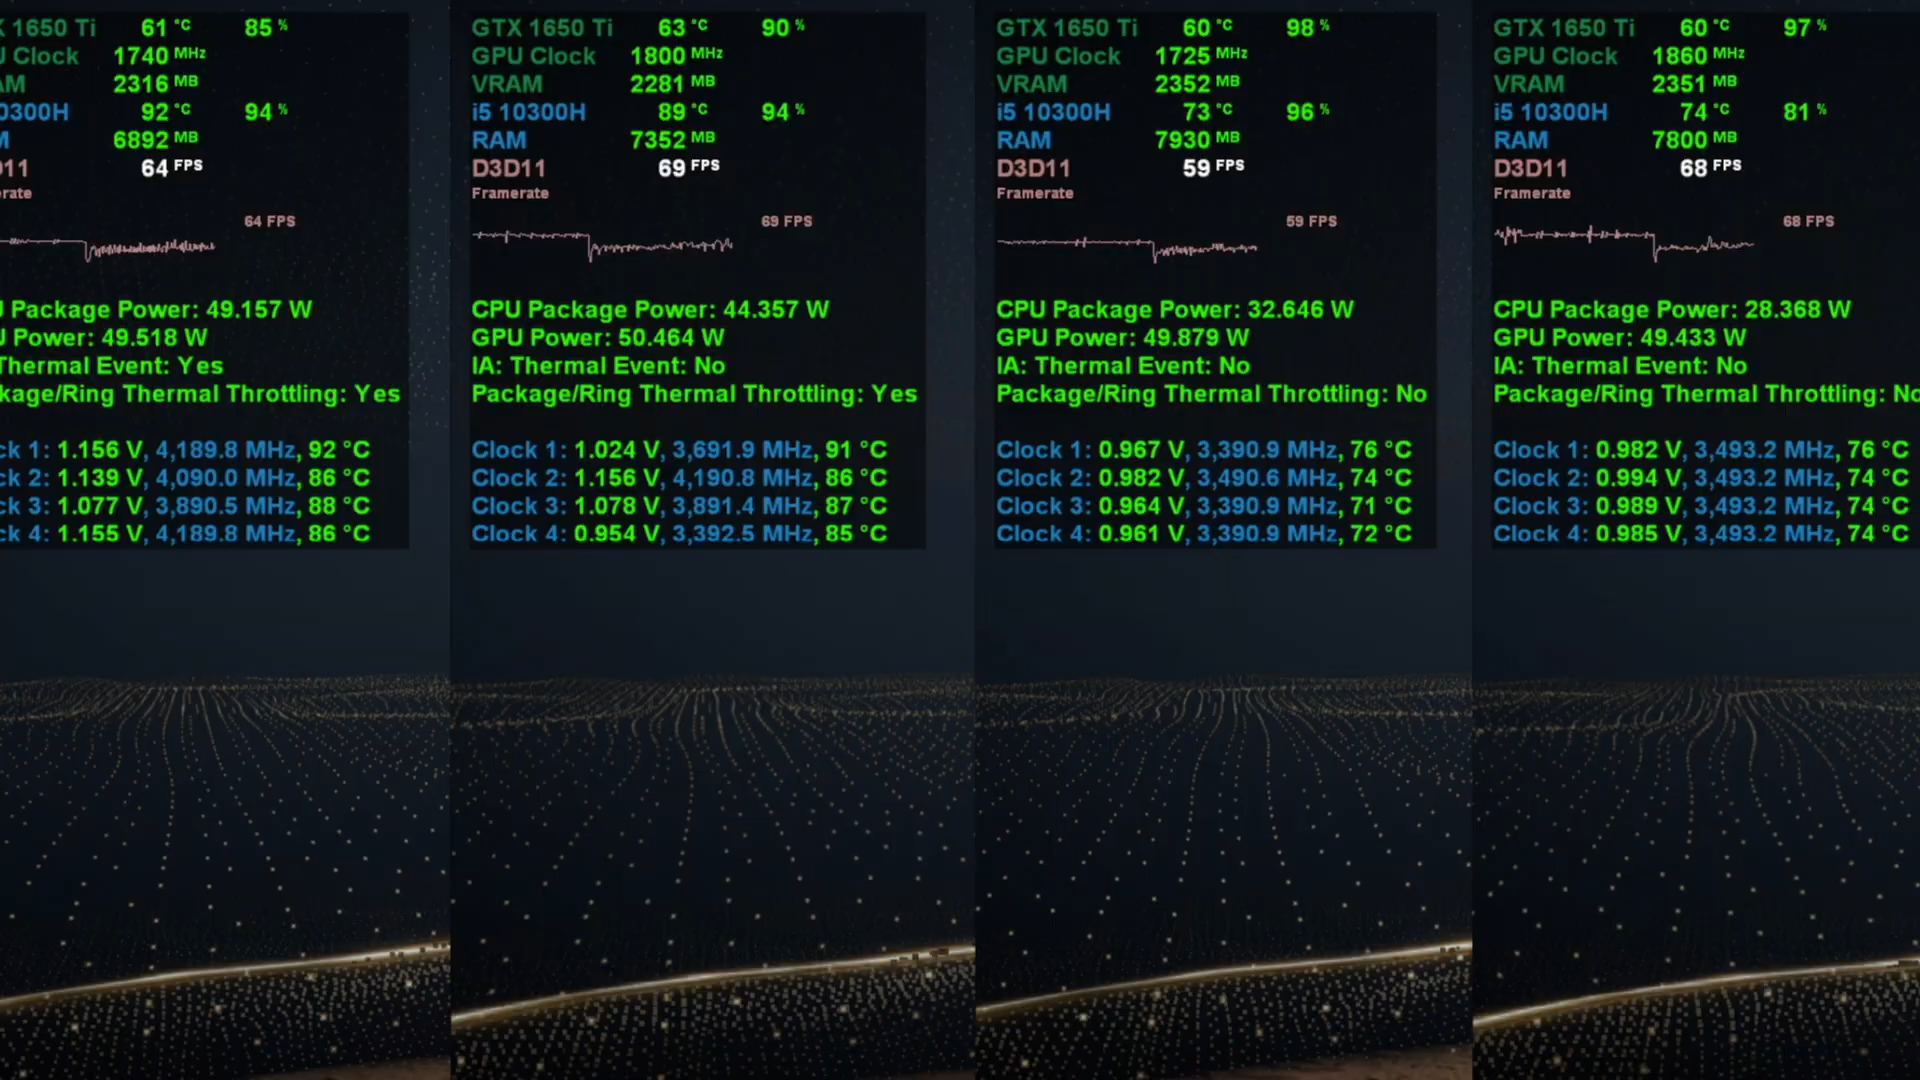 X 1650 Ti 61 °C 85 %
U Clock 1740 MHz
AM 2316 MB
0300H 92 °C 94 %
M 6892 MB
011 64 FPS
erate
64 FPS
U Package Power: 49.157 W
U Power: 49.518 W
Thermal Event: Yes
kage/Ring Thermal Throttling: Yes
ck 1: 1.156 V, 4,189.8 MHz, 92 °C
ck 2: 1.139 V, 4,090.0 MHz, 86 °C
ck 3: 1.077 V, 3,890.5 MHz, 88 °C
ck 4: 1.155 V, 4,189.8 MHz, 86 °C
GTX 1650 Ti 63 °C 90 %
GPU Clock 1800 MHz
VRAM 2281 MB
i5 10300H 89 °C 94 %
RAM 7352 MB
D3D11 69 FPS
Framerate
69 FPS
CPU Package Power: 44.357 W
GPU Power: 50.464 W
IA: Thermal Event: No
Package/Ring Thermal Throttling: Yes
Clock 1: 1.024 V, 3,691.9 MHz, 91 °C
Clock 2: 1.156 V, 4,190.8 MHz, 86 °C
Clock 3: 1.078 V, 3,891.4 MHz, 87 °C
Clock 4: 0.954 V, 3,392.5 MHz, 85 °C
GTX 1650 Ti 60 °C 98 %
GPU Clock 1725 MHz
VRAM 2352 MB
i5 10300H 73 °C 96 %
RAM 7930 MB
D3D11 59 FPS
Framerate
59 FPS
CPU Package Power: 32.646 W
GPU Power: 49.879 W
IA: Thermal Event: No
Package/Ring Thermal Throttling: No
Clock 1: 0.967 V, 3,390.9 MHz, 76 °C
Clock 2: 0.982 V, 3,490.6 MHz, 74 °C
Clock 3: 0.964 V, 3,390.9 MHz, 71 °C
Clock 4: 0.961 V, 3,390.9 MHz, 72 °C
GTX 1650 Ti 60 °C 97 %
GPU Clock 1860 MHz
VRAM 2351 MB
i5 10300H 74 °C 81 %
RAM 7800 MB
D3D11 68 FPS
Framerate
68 FPS
CPU Package Power: 28.368 W
GPU Power: 49.433 W
IA: Thermal Event: No
Package/Ring Thermal Throttling: No
Clock 1: 0.982 V, 3,493.2 MHz, 76 °C
Clock 2: 0.994 V, 3,493.2 MHz, 74 °C
Clock 3: 0.989 V, 3,493.2 MHz, 74 °C
Clock 4: 0.985 V, 3,493.2 MHz, 74 °C